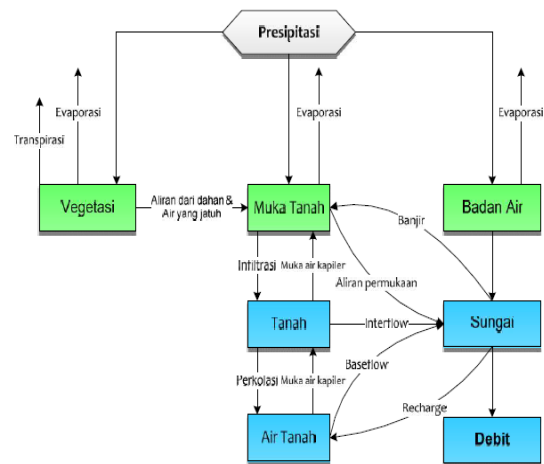 Presipitasi
Evaporasi
Evaporasi
Evaporasi
Transpirasi
Vegetasi
Aliran dari dahan &
Air yang jatuh
Muka Tanah
Badan Air
Banjir
Infiltrasi
Muka air kapiler
Aliran permukaan
Tanah
Interflow
Sungai
Perkolasi
Muka air kapiler
Baseflow
Recharge
Air Tanah
Debit